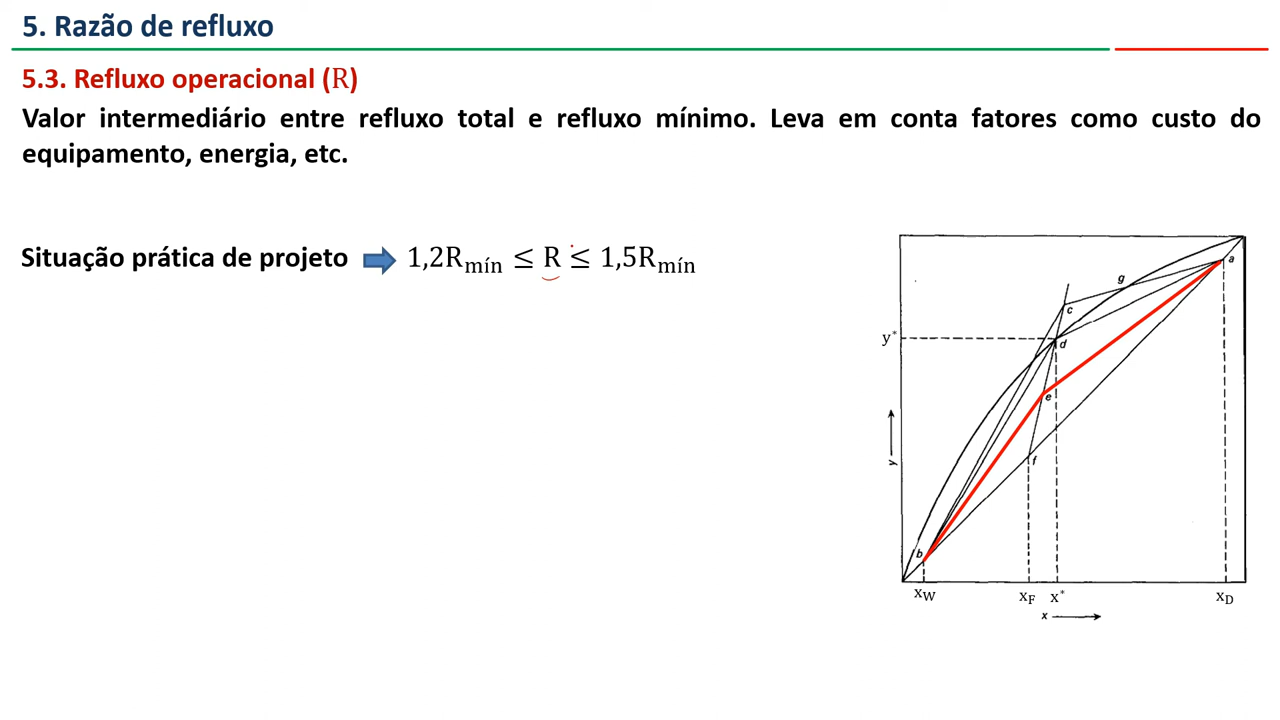 5. Razão de refluxo
5.3. Refluxo operacional (R)
Valor intermediário entre refluxo total e refluxo mínimo. Leva em conta fatores como custo do
equipamento, energia, etc.
Situação prática de projeto 1,2Rmín ≤ R ≤ 1,5Rmín
a
g
c
y*
d
e
y
f
b
xW xF x* xD
x